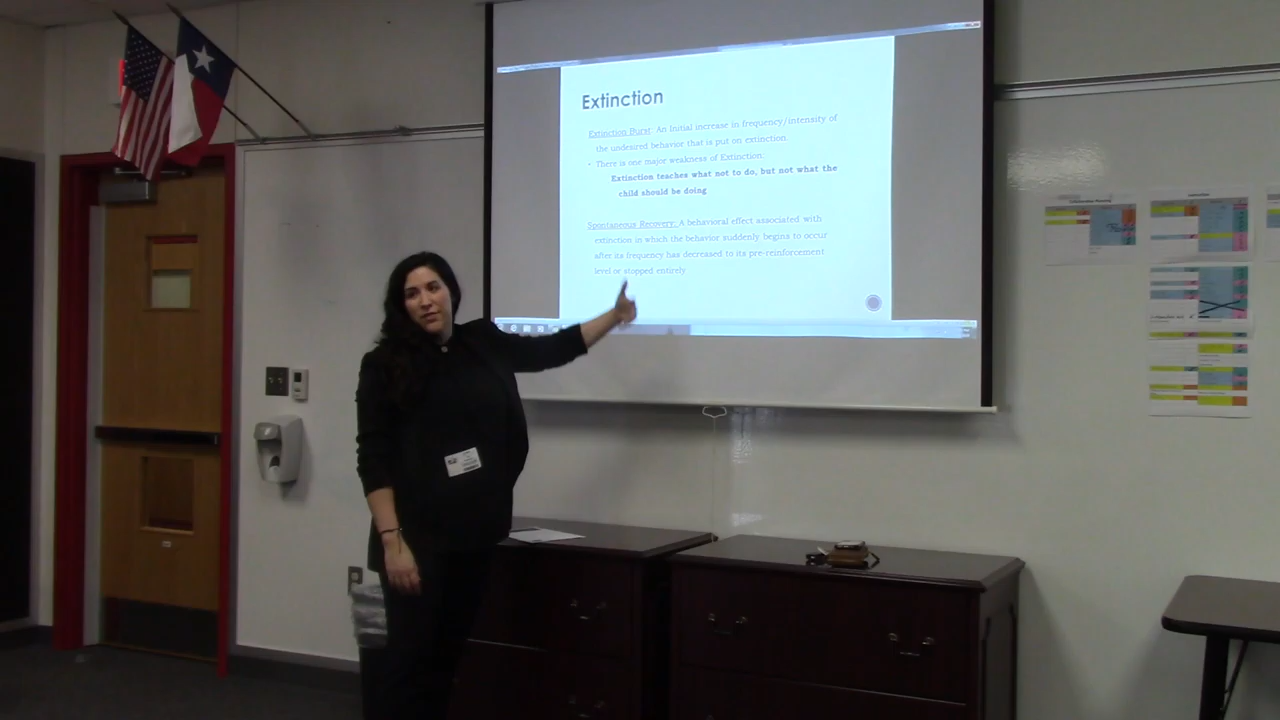 Extinction
Extinction Burst: An Initial increase in frequency/intensity of
the undesired behavior that is put on extinction.
• There is one major weakness of Extinction:
Extinction teaches what not to do, but not what the
child should be doing
Spontaneous Recovery: A behavioral effect associated with
extinction in which the behavior suddenly begins to occur
after its frequency has decreased to its pre-reinforcement
level or stopped entirely